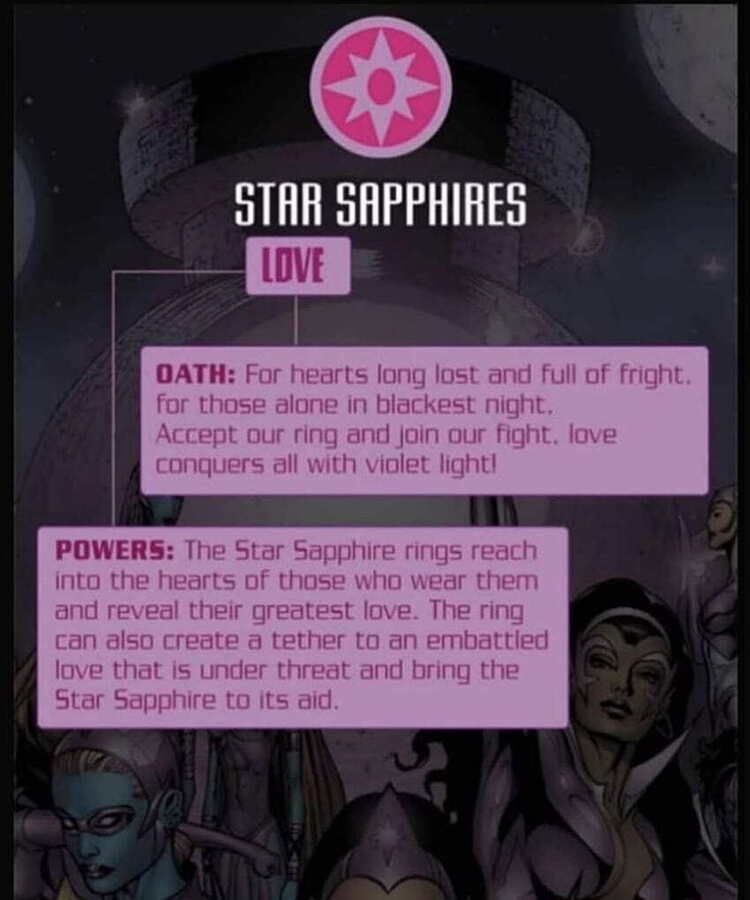 STAR SAPPHIRES
LOVE
OATH: For hearts long lost and full of fright,
for those alone in blackest night.
Accept our ring and join our fight, love
conquers all with violet light!
POWERS: The Star Sapphire rings reach
into the hearts of those who wear them
and reveal their greatest love. The ring
can also create a tether to an embattled
love that is under threat and bring the
Star Sapphire to its aid.